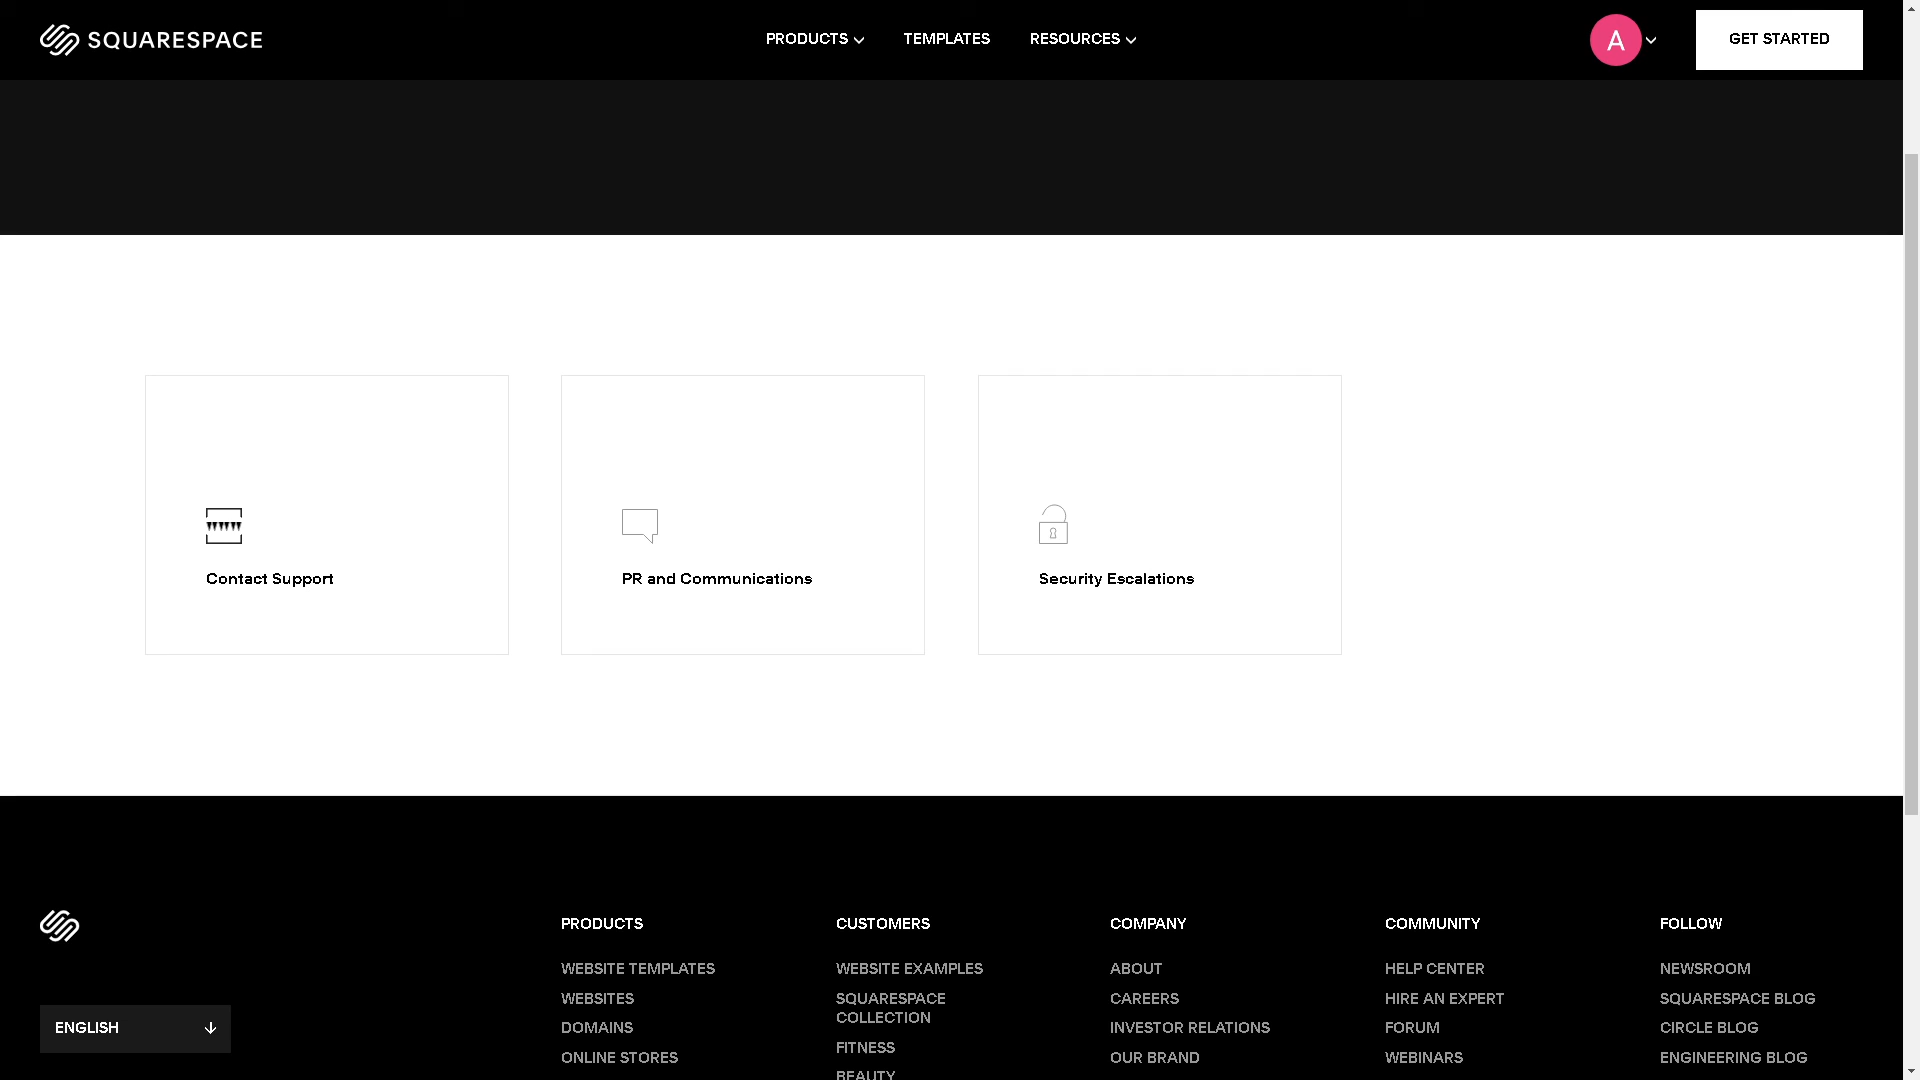 SQUARESPACE
PRODUCTS
TEMPLATES
RESOURCES
A
GET STARTED
Contact Support
PR and Communications
Security Escalations
ENGLISH
PRODUCTS
WEBSITE TEMPLATES
WEBSITES
DOMAINS
ONLINE STORES
CUSTOMERS
WEBSITE EXAMPLES
SQUARESPACE
COLLECTION
FITNESS
BEAUTY
COMPANY
ABOUT
CAREERS
INVESTOR RELATIONS
OUR BRAND
COMMUNITY
HELP CENTER
HIRE AN EXPERT
FORUM
WEBINARS
FOLLOW
NEWSROOM
SQUARESPACE BLOG
CIRCLE BLOG
ENGINEERING BLOG